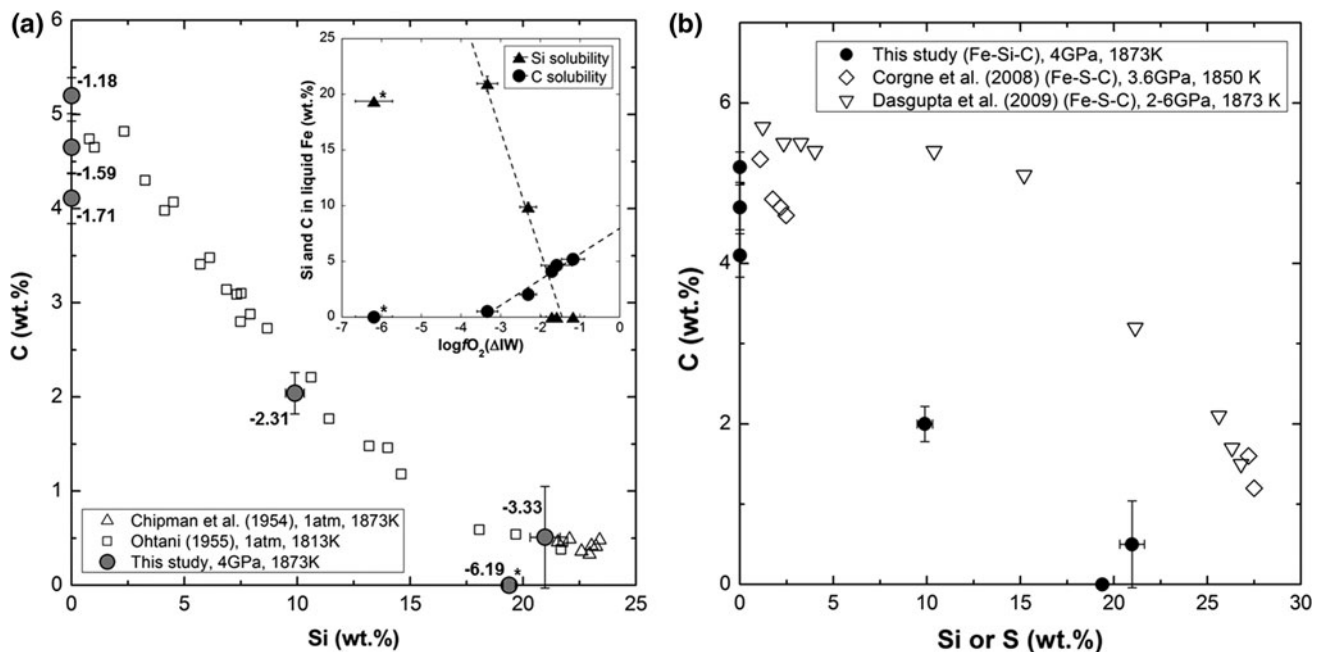 (a)
6
5
4
3
2
1
0
C (wt.%)
-1.18
-1.59
-1.71
-2.31
-3.33
-6.19 *
△ Chipman et al. (1954), 1atm, 1873K
□ Ohtani (1955), 1atm, 1813K
This study, 4GPa, 1873K
0 5 10 15 20 25
Si (wt.%)
25
20
15
10
5
0
Si and C in liquid Fe (wt.%)
▲ Si solubility
● C solubility
*
*
-7 -6 -5 -4 -3 -2 -1 0
logfO₂(ΔIW)
(b)
6
4
2
0
C (wt.%)
● This study (Fe-Si-C), 4GPa, 1873K
◇ Corgne et al. (2008) (Fe-S-C), 3.6GPa, 1850 K
▽ Dasgupta et al. (2009) (Fe-S-C), 2-6GPa, 1873 K
0 5 10 15 20 25 30
Si or S (wt.%)